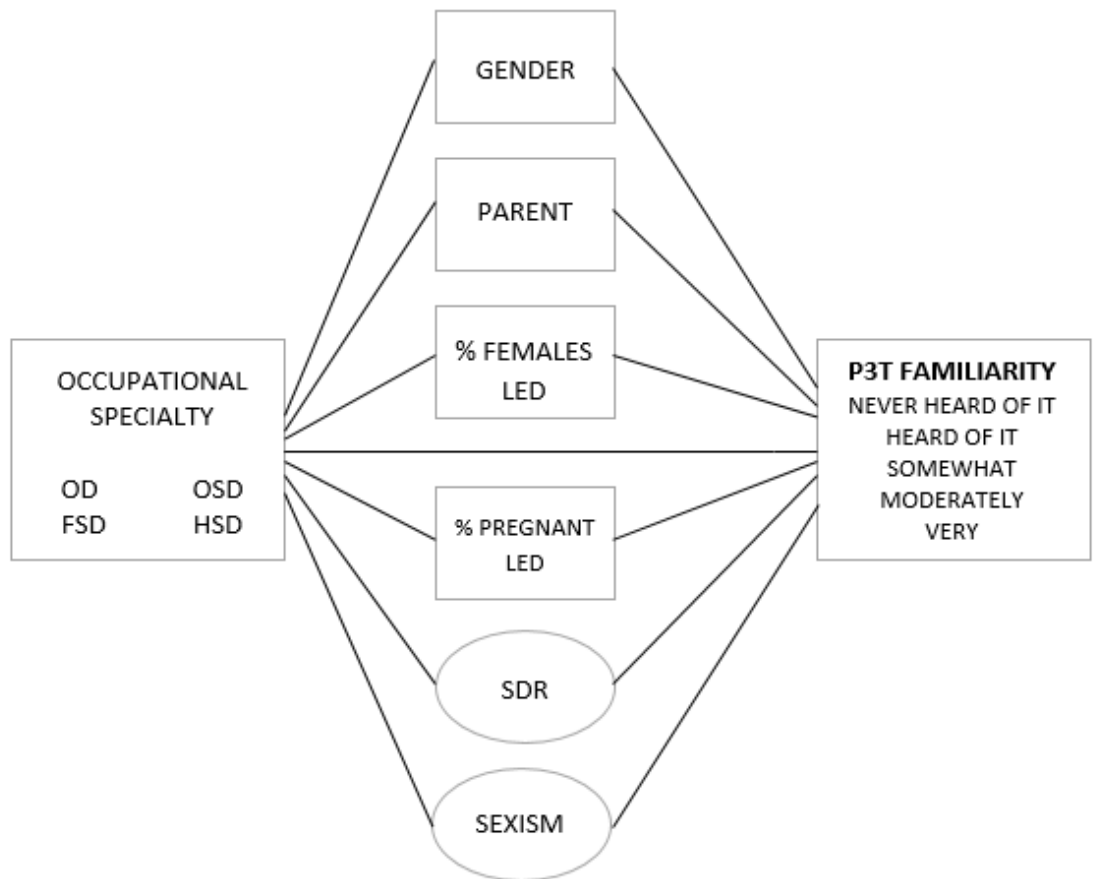 GENDER
PARENT
% FEMALES
LED
OCCUPATIONAL
SPECIALTY
OD OSD
FSD HSD
P3T FAMILIARITY
NEVER HEARD OF IT
HEARD OF IT
SOMEWHAT
MODERATELY
VERY
% PREGNANT
LED
SDR
SEXISM